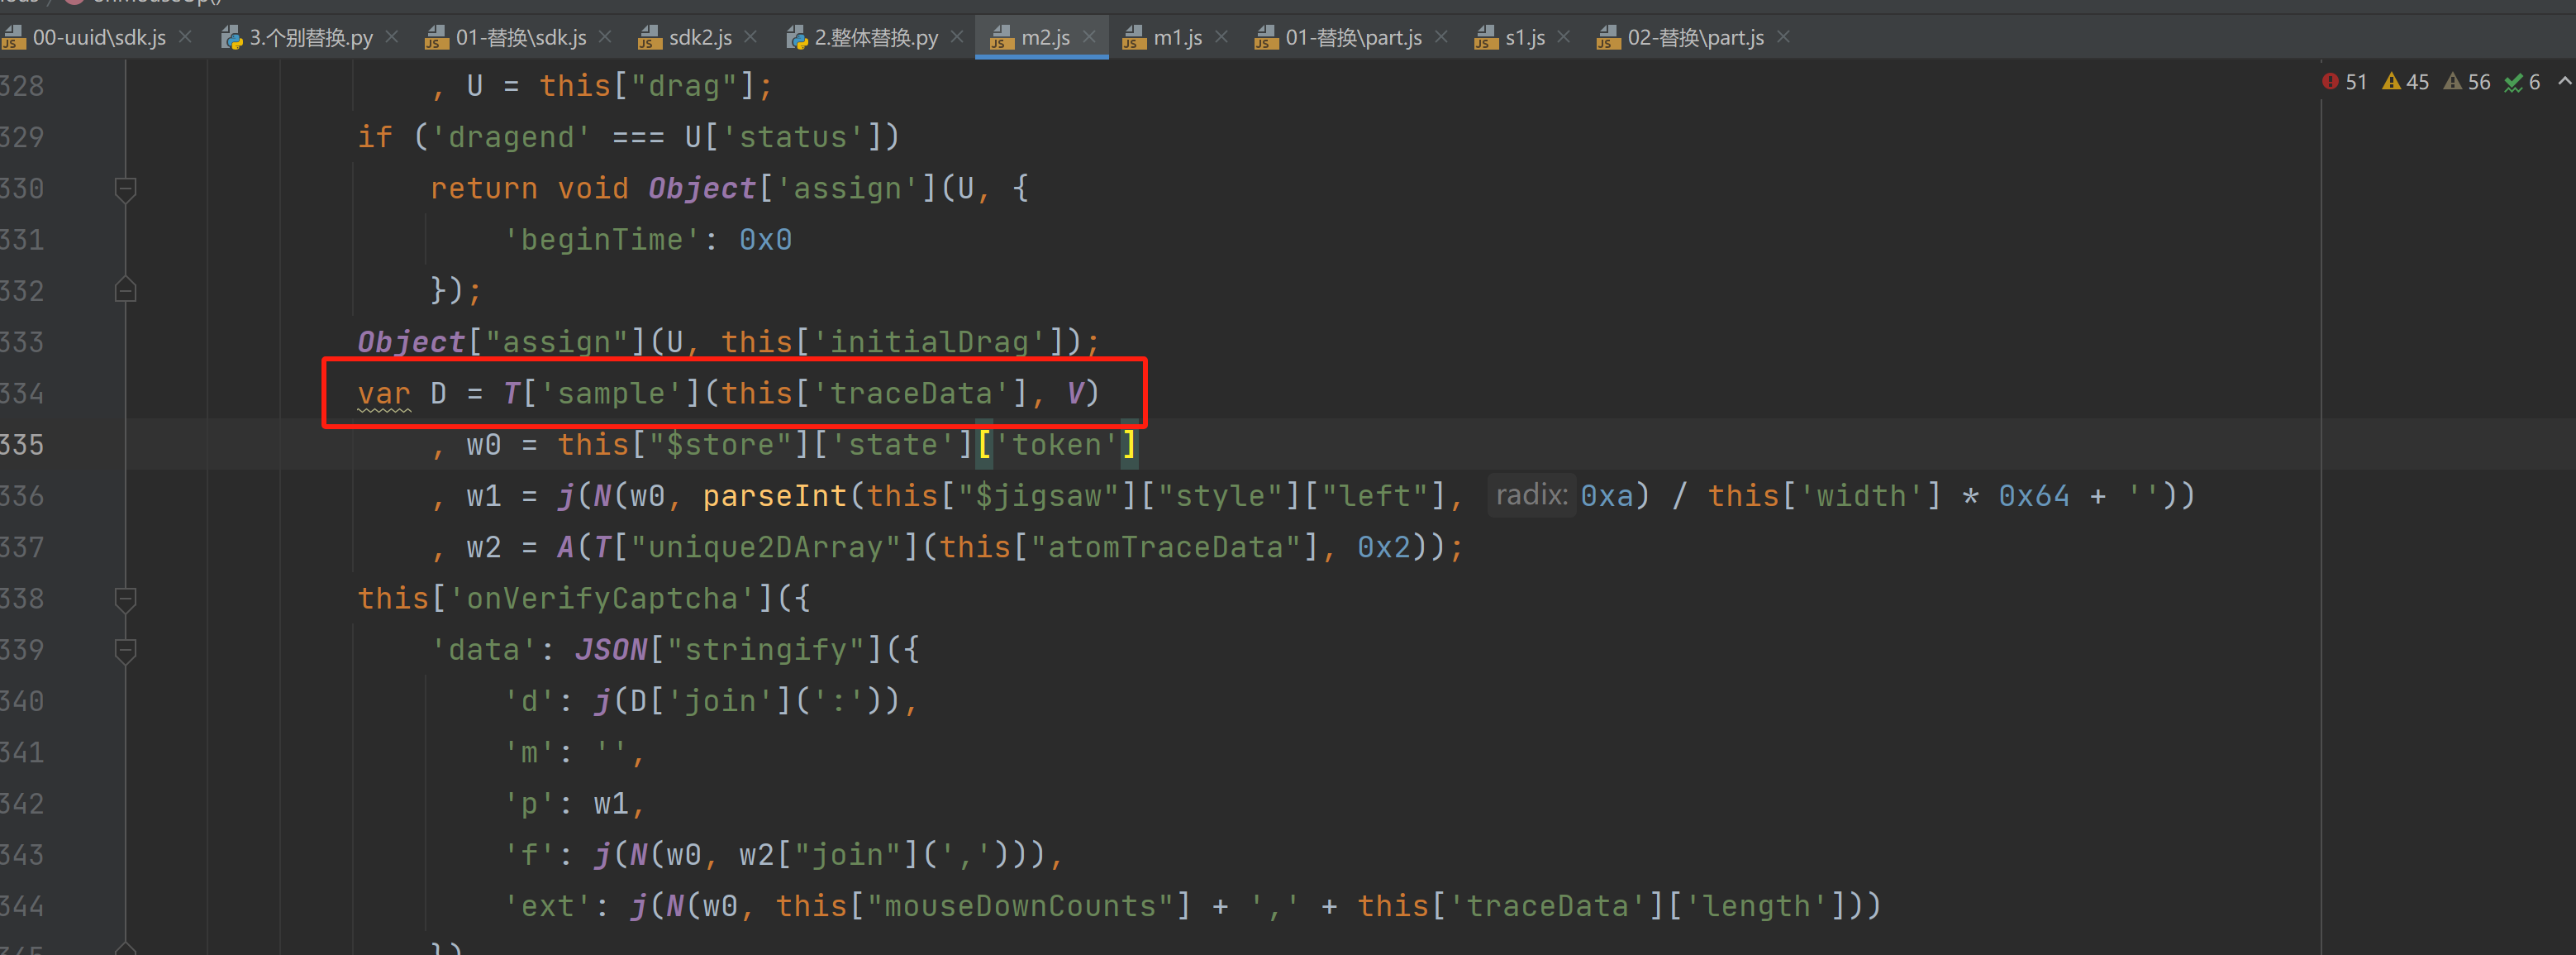 00-uuid\sdk.js 3.个别替换.py 01-替换\sdk.js sdk2.js 2.整体替换.py m2.js m1.js 01-替换\part.js s1.js 02-替换\part.js
51 45 56 6
328 , U = this["drag"];
329 if ('dragend' === U['status'])
330 return void Object['assign'](U, {
331 'beginTime': 0x0
332 });
333 Object["assign"](U, this['initialDrag']);
334 var D = T['sample'](this['traceData'], V)
335 , w0 = this["$store"]['state']['token']
336 , w1 = j(N(w0, parseInt(this["$jigsaw"]["style"]["left"], radix: 0xa) / this['width'] * 0x64 + ''))
337 , w2 = A(T["unique2DArray"](this["atomTraceData"], 0x2));
338 this['onVerifyCaptcha']({
339 'data': JSON["stringify"]({
340 'd': j(D['join'](':')),
341 'm': '',
342 'p': w1,
343 'f': j(N(w0, w2["join"](','))),
344 'ext': j(N(w0, this["mouseDownCounts"] + ',' + this['traceData']['length']))
345 })